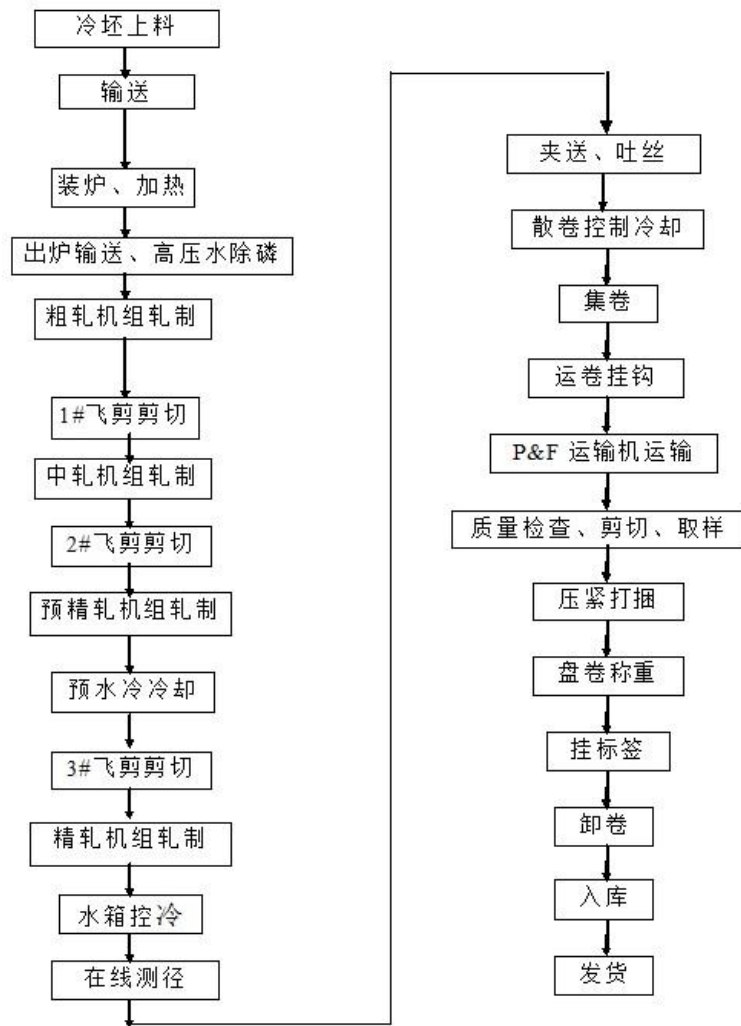 冷坯上料
输送
装炉、加热
出炉输送、高压水除磷
粗轧机组轧制
1#飞剪剪切
中轧机组轧制
2#飞剪剪切
预精轧机组轧制
预水冷冷却
3#飞剪剪切
精轧机组轧制
水箱控冷
在线测径
夹送、吐丝
散卷控制冷却
集卷
运卷挂钩
P&F 运输机运输
质量检查、剪切、取样
压紧打捆
盘卷称重
挂标签
卸卷
入库
发货